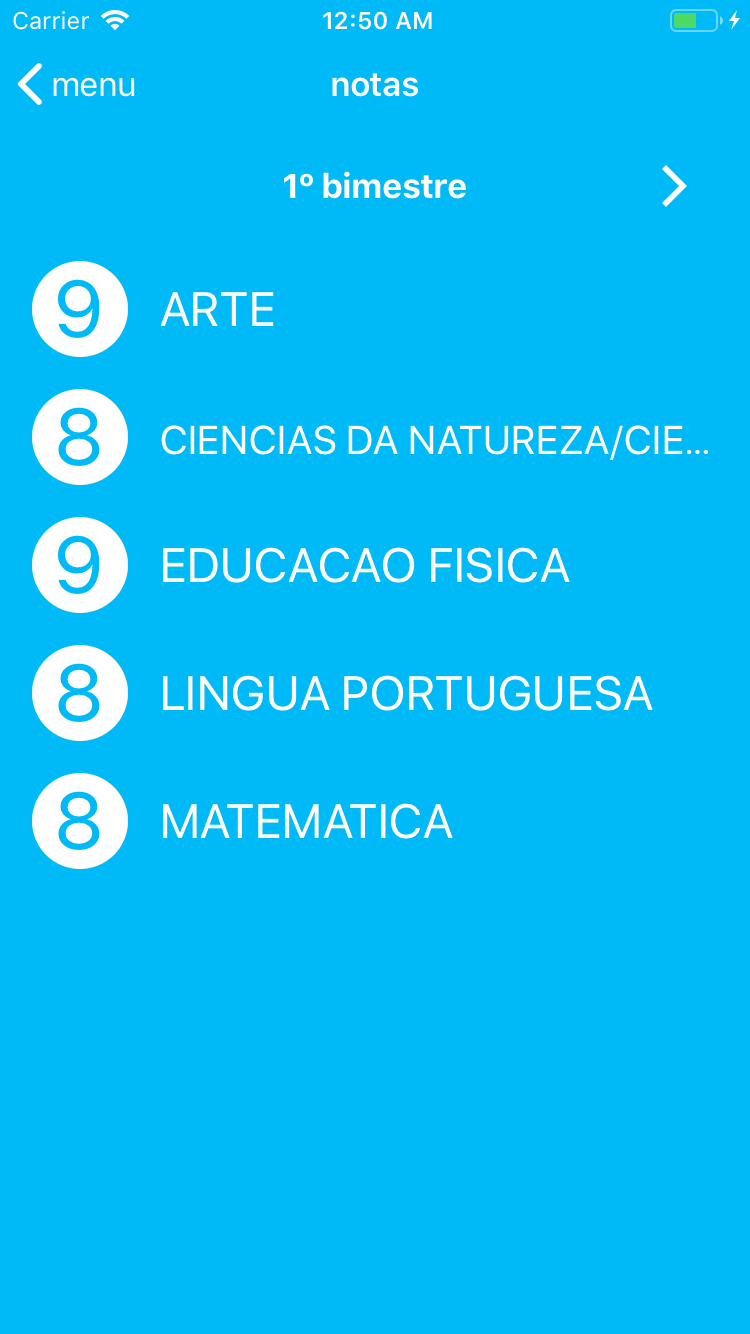 Carrier 12:50 AM
menu notas
1º bimestre
9 ARTE
8 CIENCIAS DA NATUREZA/CIE...
9 EDUCACAO FISICA
8 LINGUA PORTUGUESA
8 MATEMATICA